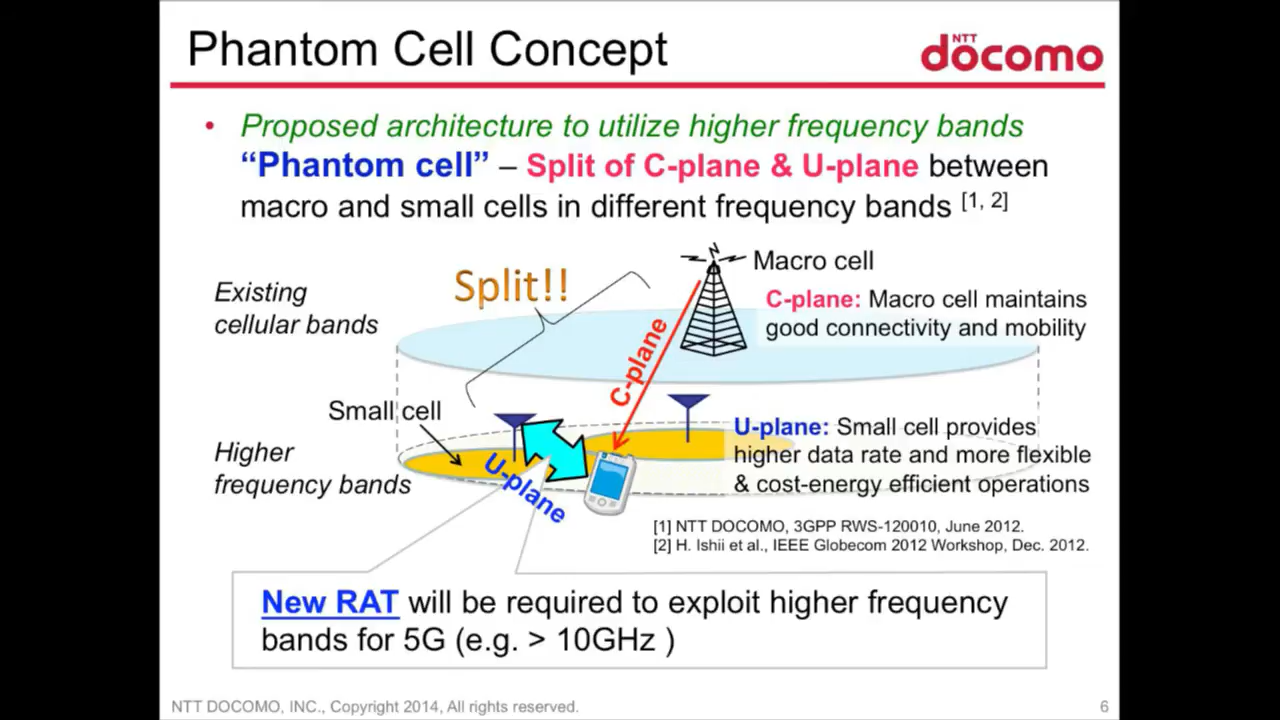 Phantom Cell Concept
NTT
döcomo
• Proposed architecture to utilize higher frequency bands
“Phantom cell” – Split of C-plane & U-plane between
macro and small cells in different frequency bands [1, 2]
Split!!
Macro cell
Existing
cellular bands
C-plane: Macro cell maintains
good connectivity and mobility
C-plane
Small cell
Higher
frequency bands
U-plane
U-plane: Small cell provides
higher data rate and more flexible
& cost-energy efficient operations
[1] NTT DOCOMO, 3GPP RWS-120010, June 2012.
[2] H. Ishii et al., IEEE Globecom 2012 Workshop, Dec. 2012.
New RAT will be required to exploit higher frequency
bands for 5G (e.g. > 10GHz )
NTT DOCOMO, INC., Copyright 2014, All rights reserved.
6